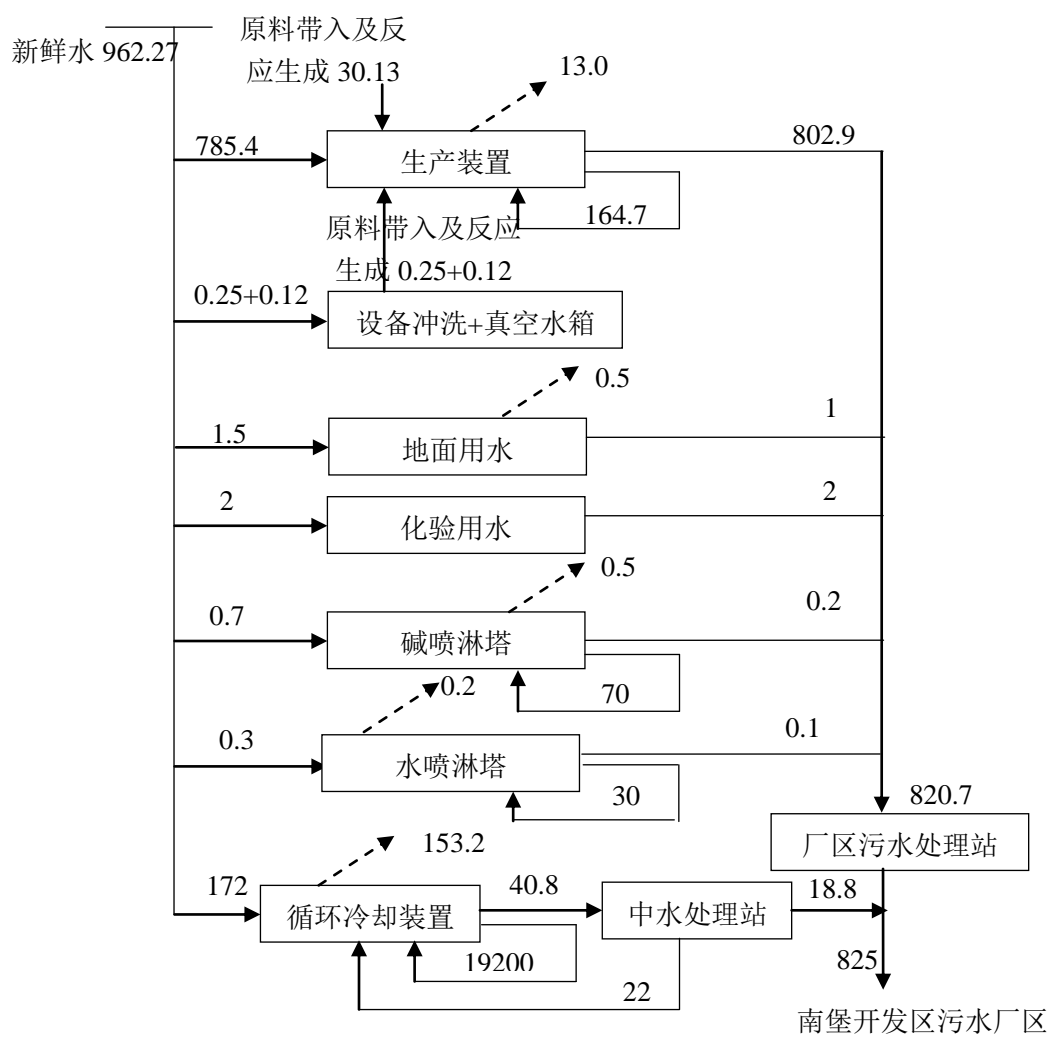 新鲜水 962.27
原料带入及反
应生成 30.13
13.0
785.4
生产装置
802.9
164.7
原料带入及反应
生成 0.25+0.12
0.25+0.12
设备冲洗+真空水箱
0.5
1.5
地面用水
1
2
化验用水
2
0.5
0.7
碱喷淋塔
0.2
70
0.2
0.3
水喷淋塔
0.1
30
820.7
厂区污水处理站
153.2
172
循环冷却装置
40.8
中水处理站
18.8
19200
22
825
南堡开发区污水厂区